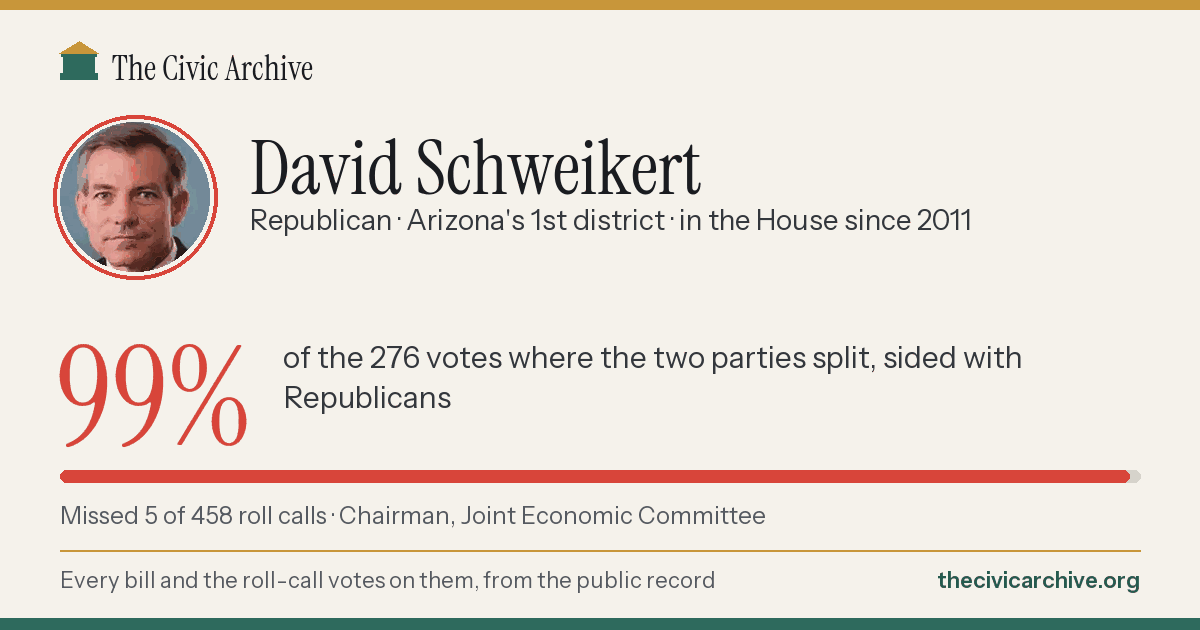 The Civic Archive
David Schweikert
Republican · Arizona's 1st district · in the House since 2011
99%
of the 276 votes where the two parties split, sided with
Republicans
Missed 5 of 458 roll calls · Chairman, Joint Economic Committee
Every bill and the roll-call votes on them, from the public record
thecivicarchive.org